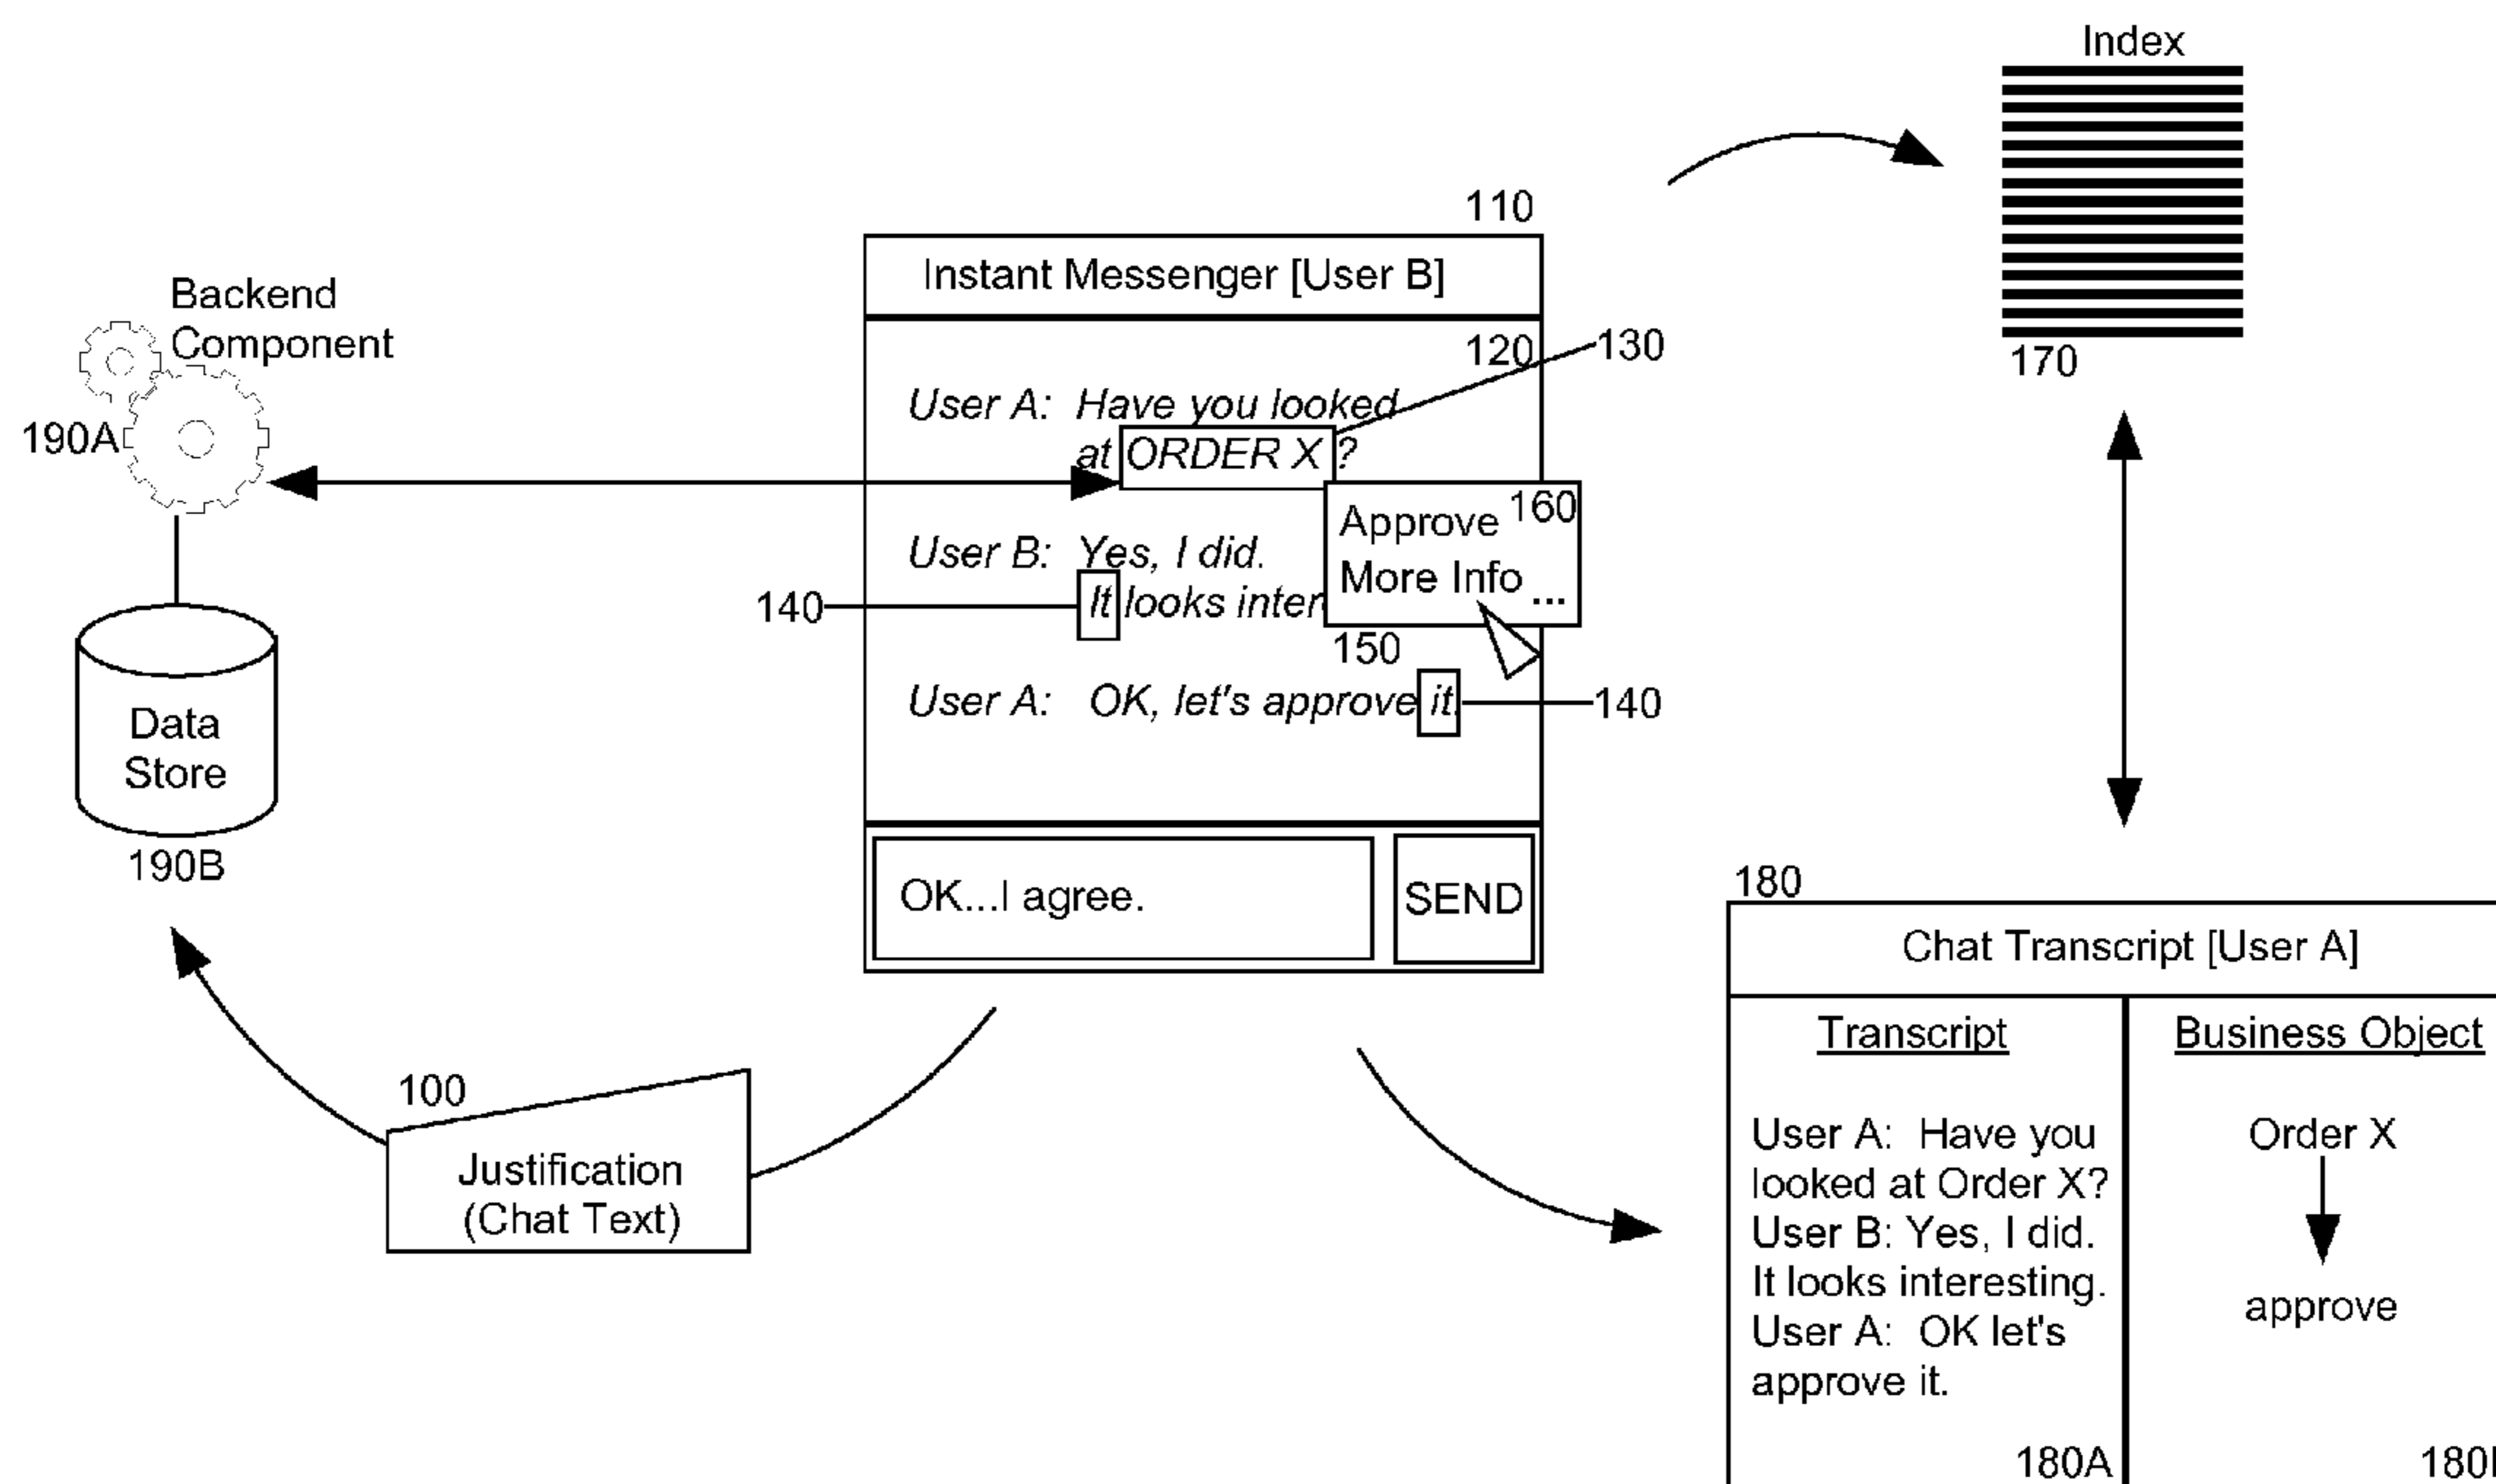 Index
170
110
Instant Messenger [User B]
120
130
User A: Have you looked
at ORDER X ?
160
Approve
More Info ...
150
User B: Yes, I did.
It looks inter
140
User A: OK, let's approve it.
140
OK...I agree.
SEND
Backend
Component
190A
Data
Store
190B
100
Justification
(Chat Text)
180
Chat Transcript [User A]
Transcript
User A: Have you
looked at Order X?
User B: Yes, I did.
It looks interesting.
User A: OK let's
approve it.
180A
Business Object
Order X
approve